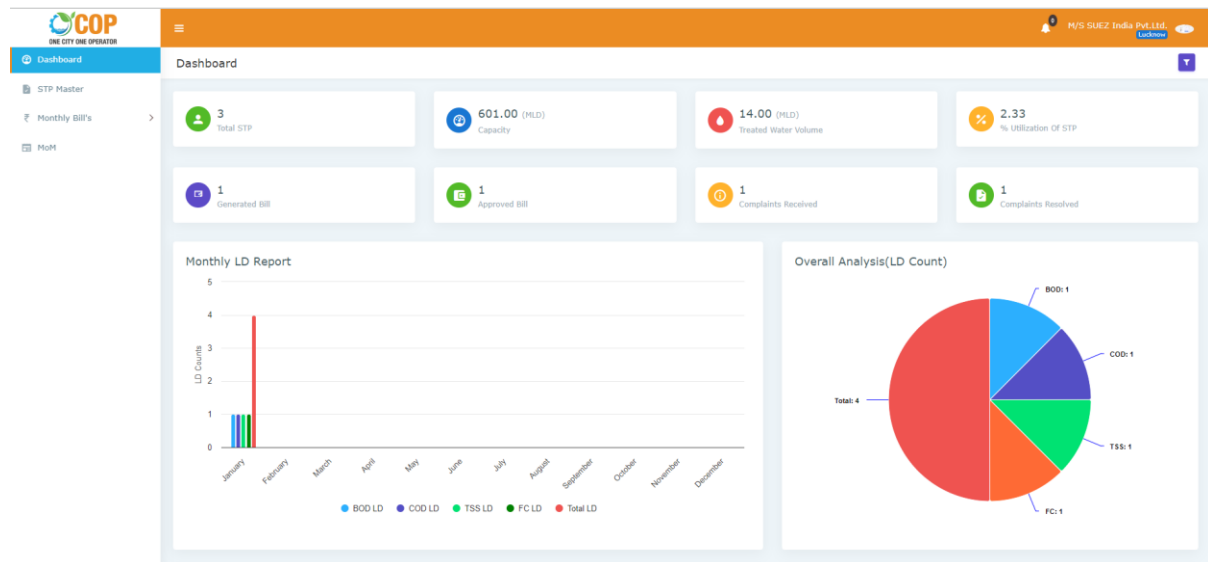 COP
ONE CITY ONE OPERATOR
M/S SUEZ India Pvt.Ltd.
Lucknow
Dashboard
STP Master
₹ Monthly Bill's
MoM
Dashboard
3
Total STP
601.00 (MLD)
Capacity
14.00 (MLD)
Treated Water Volume
2.33
% Utilization Of STP
1
Generated Bill
1
Approved Bill
1
Complaints Received
1
Complaints Resolved
Monthly LD Report
5
4
3
2
1
0
LD Counts
January
February
March
April
May
June
July
August
September
October
November
December
BOD LD
COD LD
TSS LD
FC LD
Total LD
Overall Analysis(LD Count)
BOD: 1
COD: 1
Total: 4
TSS: 1
FC: 1